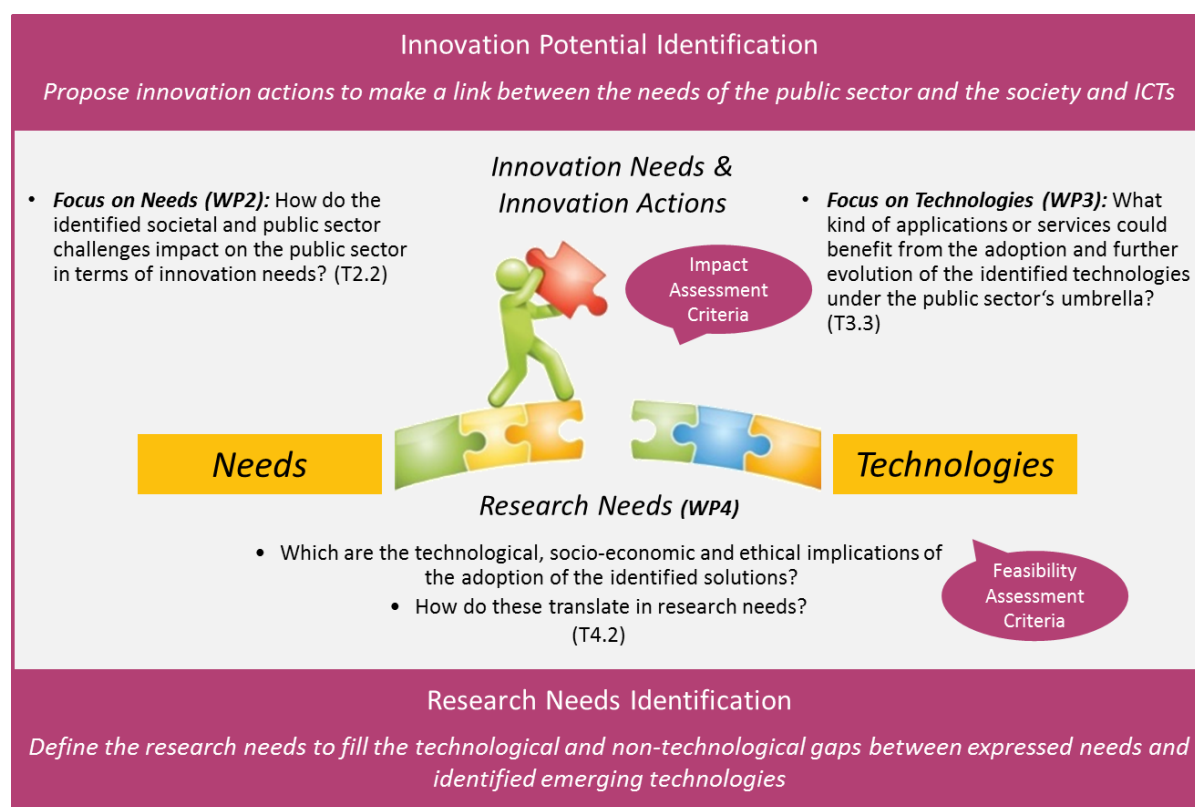 Innovation Potential Identification
Propose innovation actions to make a link between the needs of the public sector and the society and ICTs
Innovation Needs &
Innovation Actions
• Focus on Needs (WP2): How do the
identified societal and public sector
challenges impact on the public sector
in terms of innovation needs? (T2.2)
Impact
Assessment
Criteria
• Focus on Technologies (WP3): What
kind of applications or services could
benefit from the adoption and further
evolution of the identified technologies
under the public sector‘s umbrella?
(T3.3)
Needs
Technologies
Research Needs (WP4)
• Which are the technological, socio-economic and ethical implications of
the adoption of the identified solutions?
• How do these translate in research needs?
(T4.2)
Feasibility
Assessment
Criteria
Research Needs Identification
Define the research needs to fill the technological and non-technological gaps between expressed needs and
identified emerging technologies